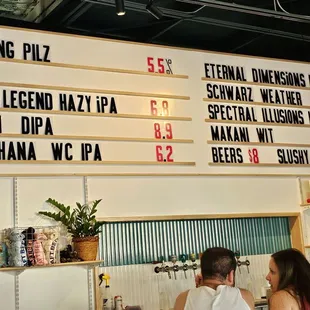 NG PILZ 5.5%
LEGEND HAZY iPA 6.8
DIPA 8.9
HANA WC IPA 6.2
ETERNAL DIMENSIONS
SCHWARZ WEATHER
SPECTRAL ILLUSIONS
MAKANI WIT
BEERS $8 SLUSHY